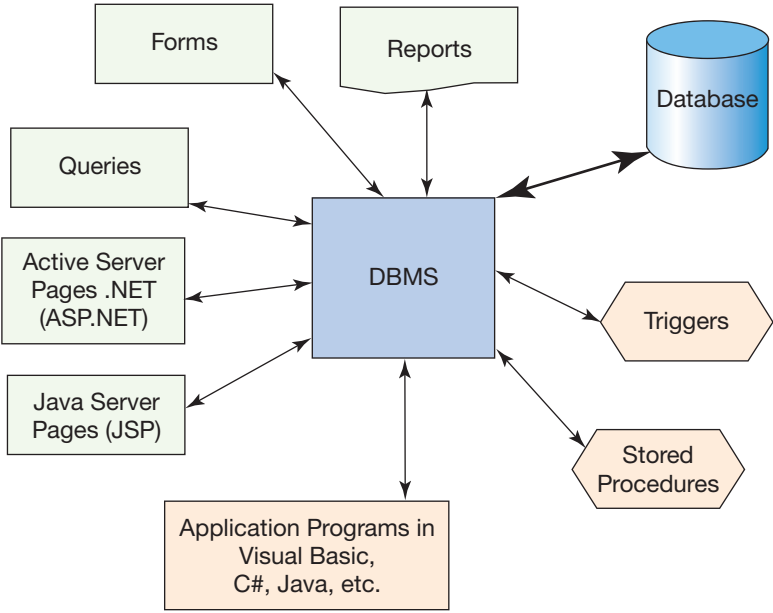 Forms
Reports
Database
Queries
DBMS
Active Server
Pages .NET
(ASP.NET)
Triggers
Java Server
Pages (JSP)
Stored
Procedures
Application Programs in
Visual Basic,
C#, Java, etc.